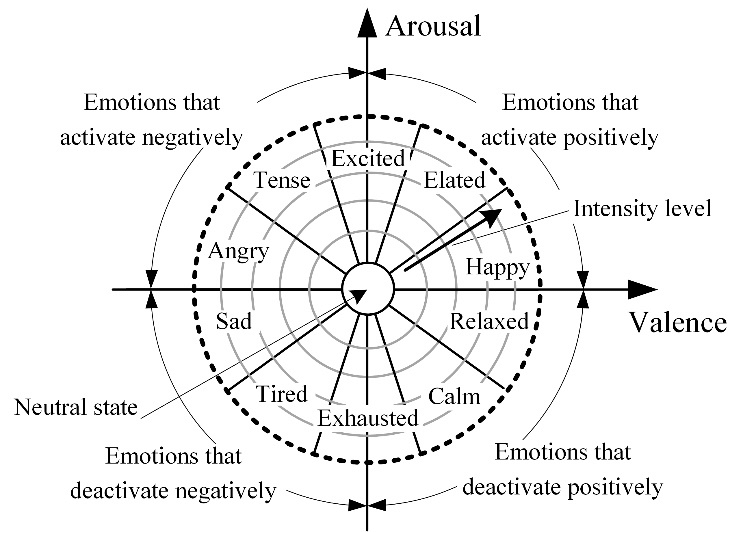 Arousal
Emotions that
activate negatively
Emotions that
activate positively
Excited
Tense
Elated
Intensity level
Angry
Happy
Valence
Sad
Relaxed
Neutral state
Tired
Calm
Exhausted
Emotions that
deactivate negatively
Emotions that
deactivate positively